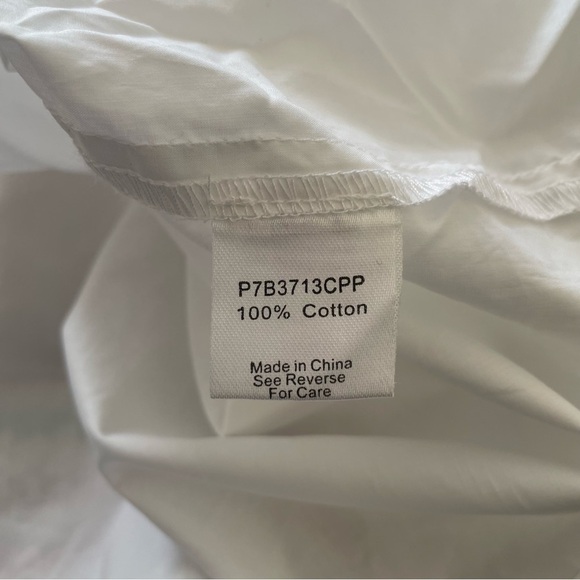 P7B3713CPP
100% Cotton
Made in China
See Reverse
For Care